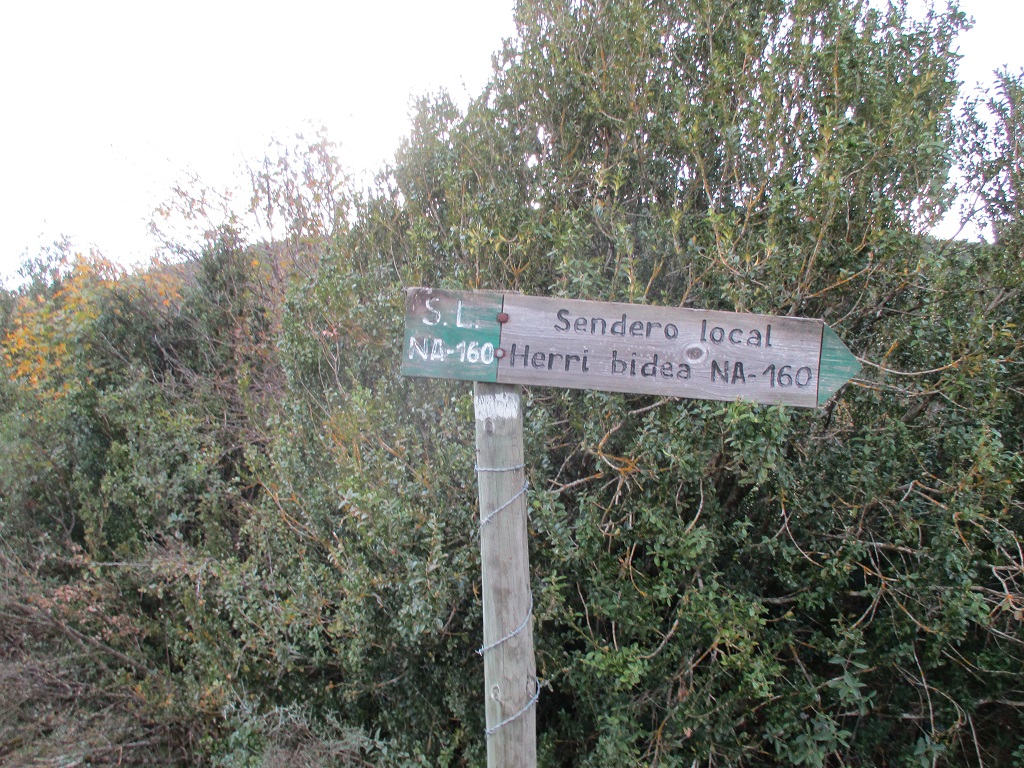 S.L.
NA-160
Sendero local
Herri bidea NA-160